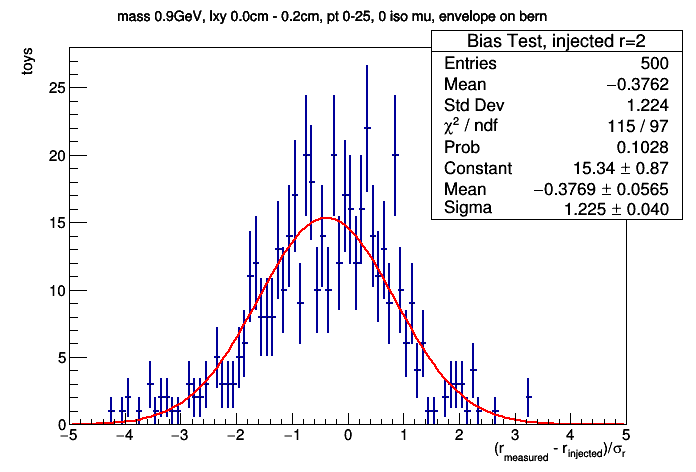 mass 0.9GeV, lxy 0.0cm - 0.2cm, pt 0-25, 0 iso mu, envelope on bern
toys
Bias Test, injected r=2
Entries 500
Mean −0.3762
Std Dev 1.224
χ² / ndf 115 / 97
Prob 0.1028
Constant 15.34 ± 0.87
Mean −0.3769 ± 0.0565
Sigma 1.225 ± 0.040
25
20
15
10
5
0
−5 −4 −3 −2 −1 0 1 2 3 4 5
(r_measured - r_injected)/σ_r